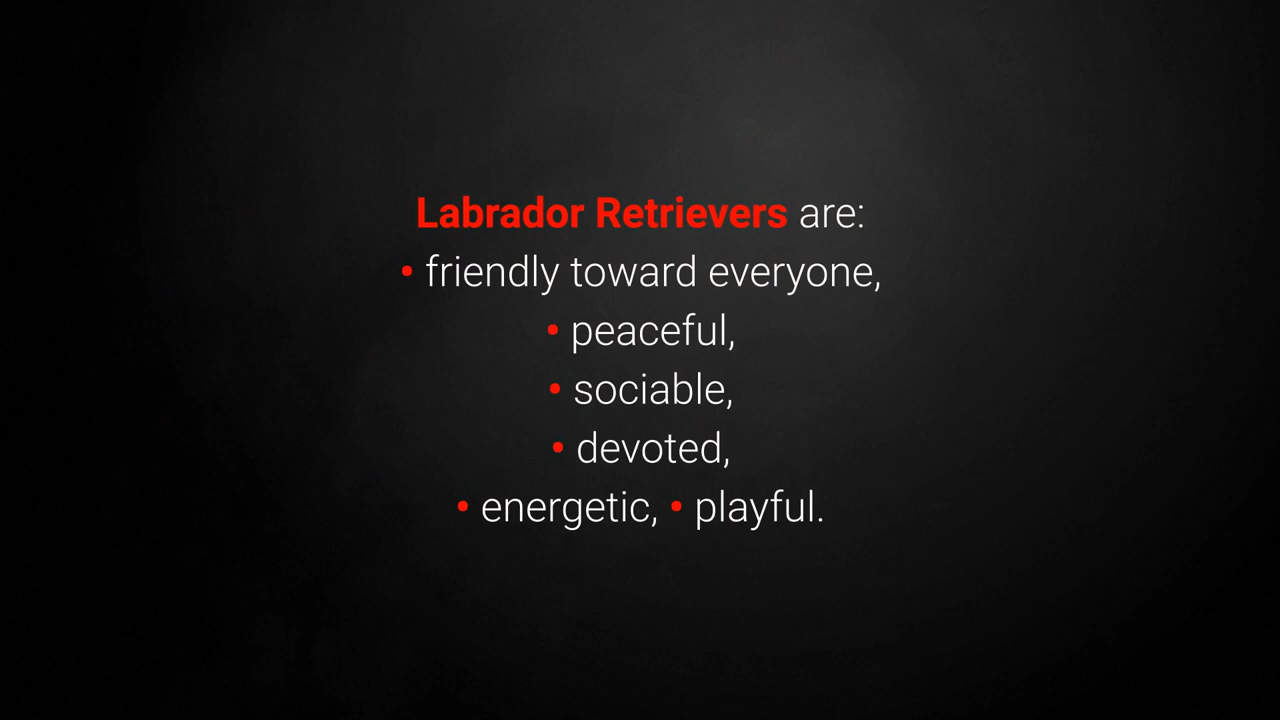 Labrador Retrievers are:
• friendly toward everyone,
• peaceful,
• sociable,
• devoted,
• energetic, • playful.